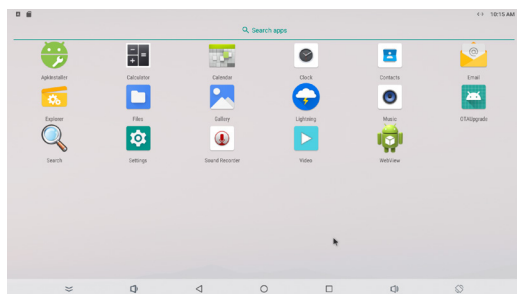 10:15 AM
Search apps
ApkInstaller
Calculator
Calendar
Clock
Contacts
Email
Explorer
Files
Gallery
Lightning
Music
OTAUpgrade
Search
Settings
Sound Recorder
Video
WebView